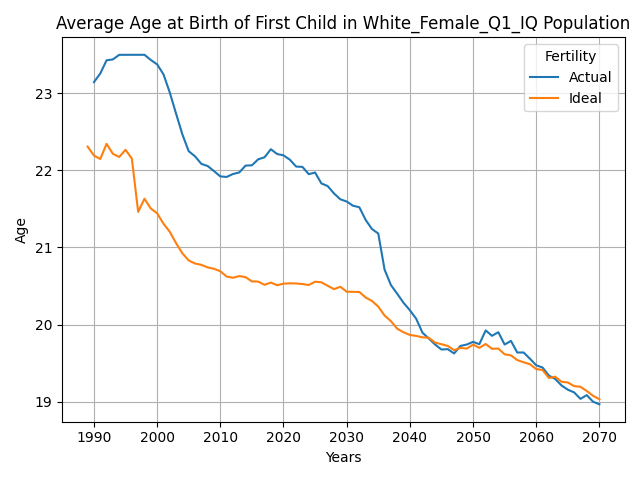 Average Age at Birth of First Child in White_Female_Q1_IQ Population
Fertility
Actual
Ideal
Age
23
22
21
20
19
1990 2000 2010 2020 2030 2040 2050 2060 2070
Years